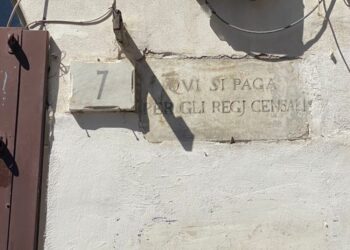 7
QVI SI PAGA
PER GLI REGJ CENSALI